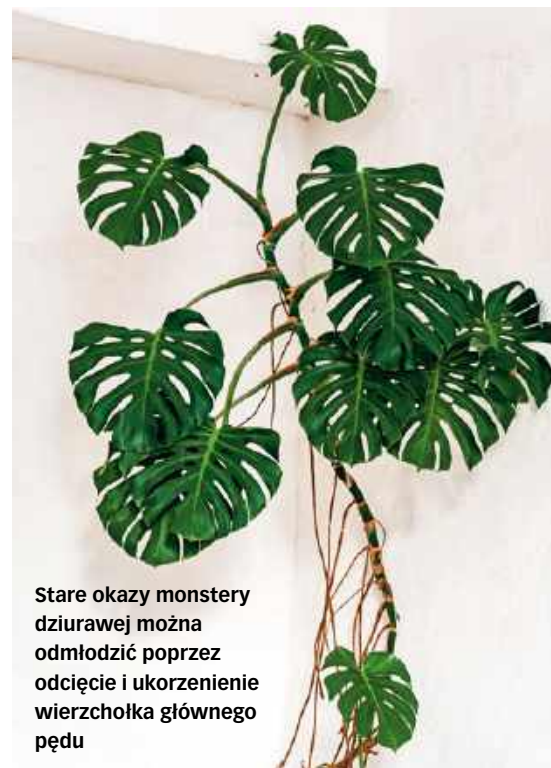 Stare okazy monstery
dziurawej można
odmłodzić poprzez
odcięcie i ukorzenienie
wierzchołka głównego
pędu